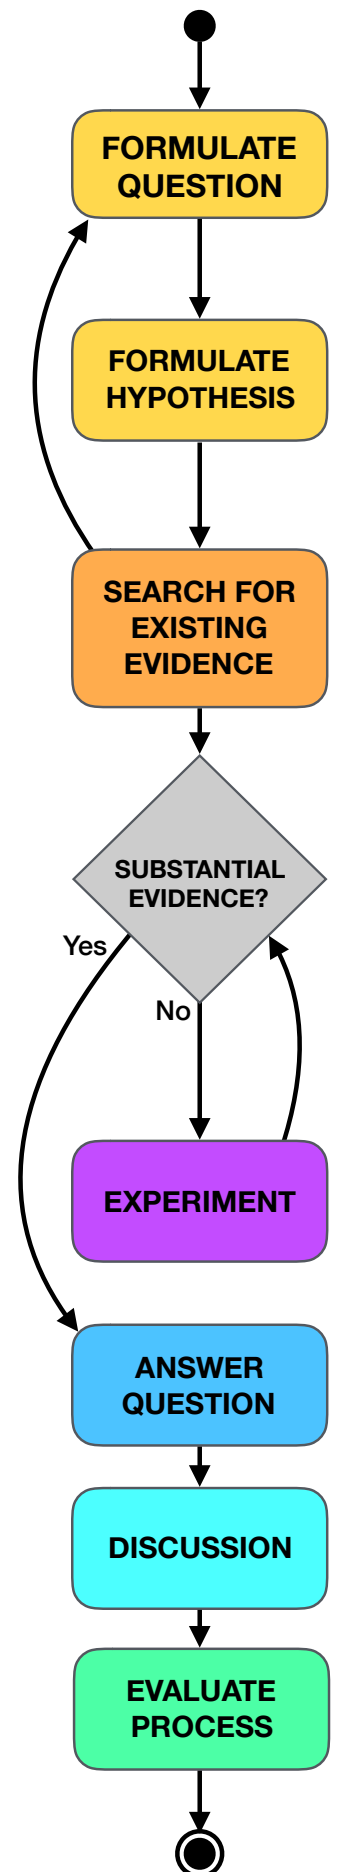 FORMULATE
QUESTION
FORMULATE
HYPOTHESIS
SEARCH FOR
EXISTING
EVIDENCE
SUBSTANTIAL
EVIDENCE?
Yes
No
EXPERIMENT
ANSWER
QUESTION
DISCUSSION
EVALUATE
PROCESS